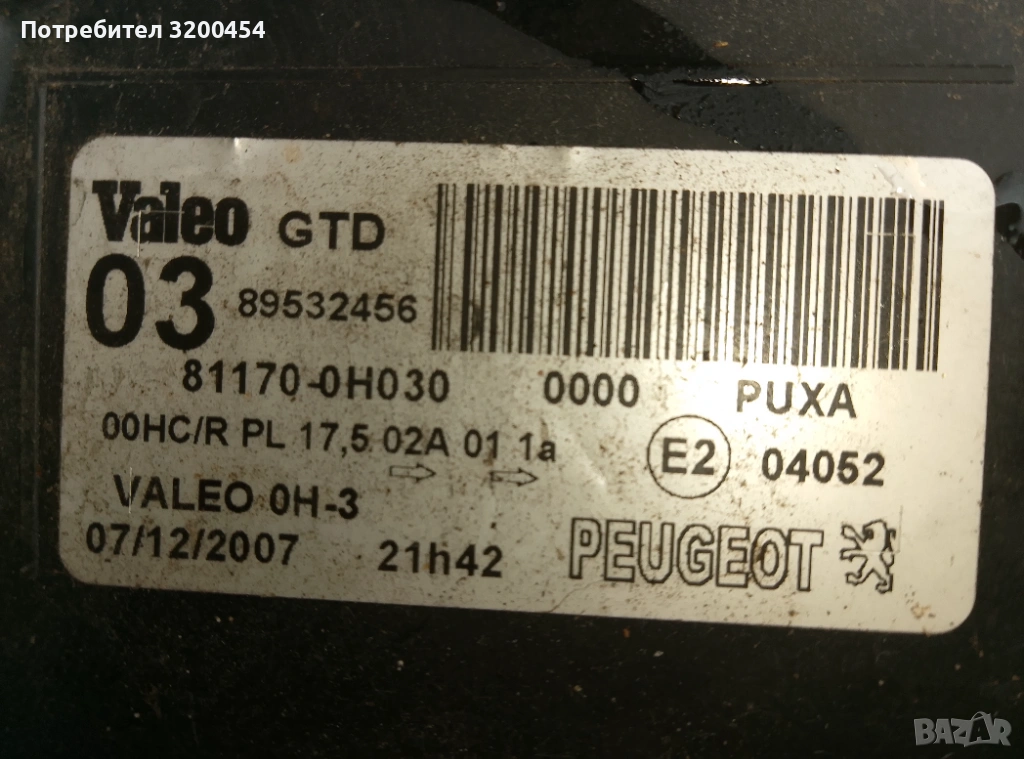 Потребител 3200454
Valeo GTD
03 89532456
81170-0H030 0000 PUXA
00HC/R PL 17,5 02A 01 1a E2 04052
VALEO 0H-3
07/12/2007 21h42 PEUGEOT
BAZAR